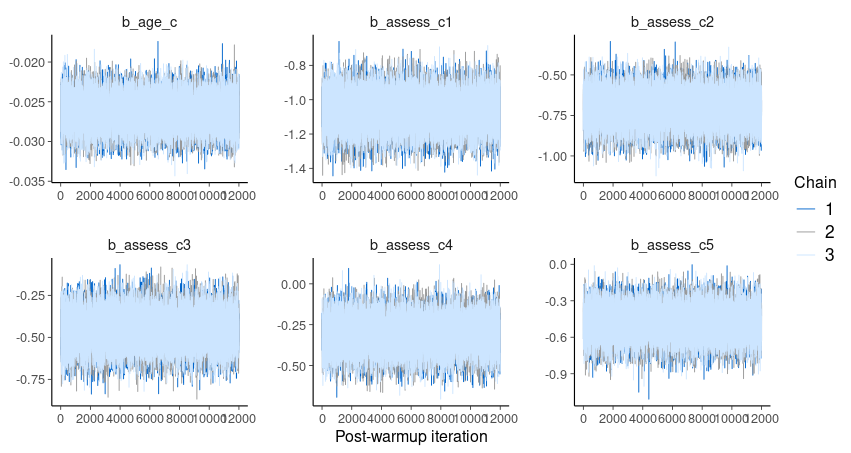 b_age_c b_assess_c1 b_assess_c2
-0.020 -0.8 -0.50
-0.025 -1.0 -0.75
-0.030 -1.2 -1.00
-0.035 -1.4
0 2000 4000 6000 8000 10000 12000 0 2000 4000 6000 8000 10000 12000 0 2000 4000 6000 8000 10000 12000
Chain
1
2
3
b_assess_c3 b_assess_c4 b_assess_c5
-0.25 0.00 0.0
-0.50 -0.25 -0.3
-0.75 -0.50 -0.6
-0.9
0 2000 4000 6000 8000 10000 12000 0 2000 4000 6000 8000 10000 12000 0 2000 4000 6000 8000 10000 12000
Post-warmup iteration